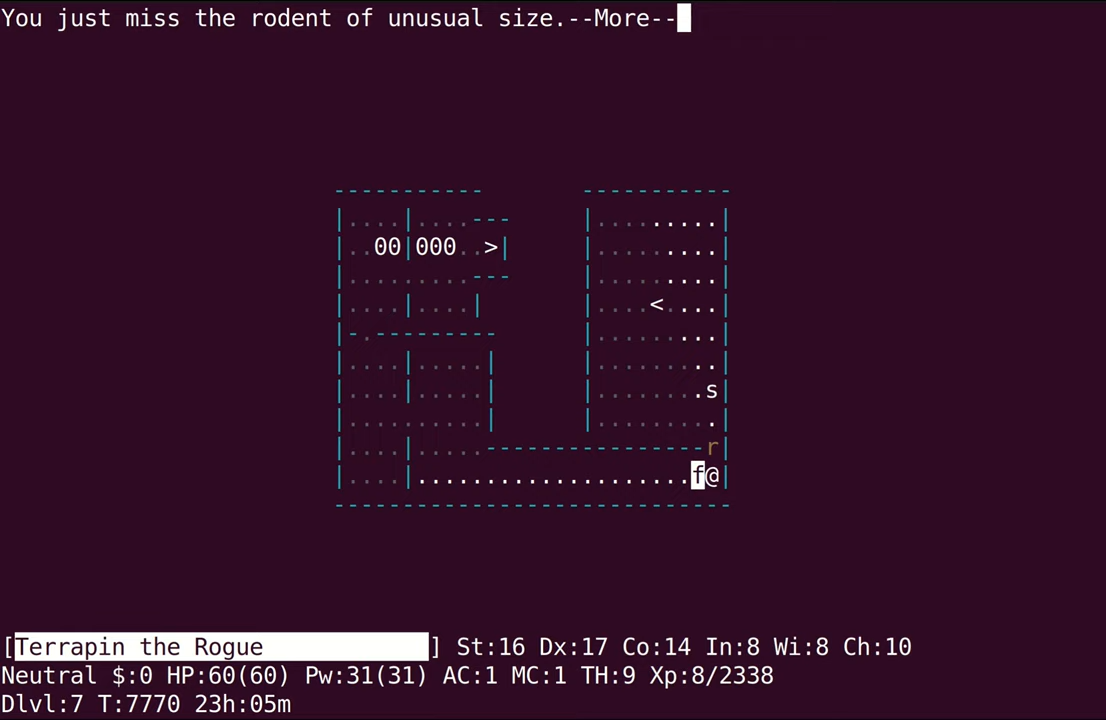 You just miss the rodent of unusual size.--More--
-----------       -----------
|....|....---     |.........|
|..00|000..>|     |.........|
|.........---     |.........|
|....|....|       |....<....|
|-.---------      |.........|
|....|.....|      |.........|
|....|.....|      |........s|
|..........|      |.........|
|....|.....----------------r|
|....|....................f@|
-----------------------------
[Terrapin the Rogue            ] St:16 Dx:17 Co:14 In:8 Wi:8 Ch:10
Neutral $:0 HP:60(60) Pw:31(31) AC:1 MC:1 TH:9 Xp:8/2338
Dlvl:7 T:7770 23h:05m